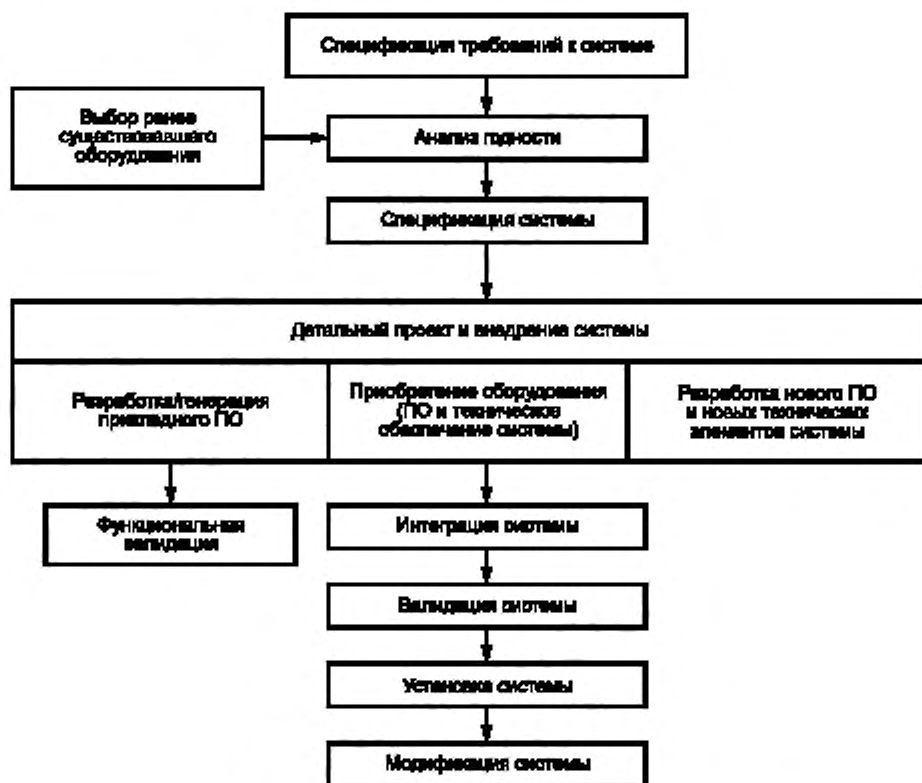 Спецификация требований к системе
Выбор ранее
существовавшего
оборудования
Анализ годности
Спецификация системы
Детальный проект и внедрение системы
Разработка/генерация
прикладного ПО
Приобретение оборудования
(ПО и техническое
обеспечение системы)
Разработка нового ПО
и новых технических
элементов системы
Функциональная
валидация
Интеграция системы
Валидация системы
Установка системы
Модификация системы